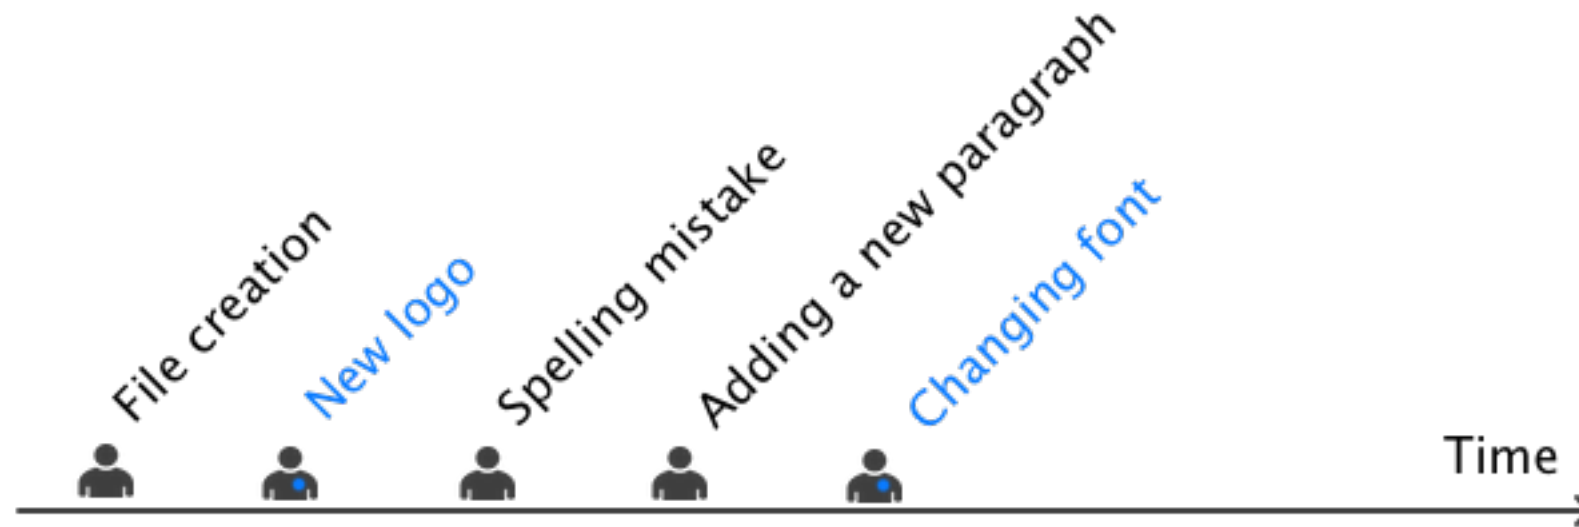 File creation
New logo
Spelling mistake
Adding a new paragraph
Changing font
Time